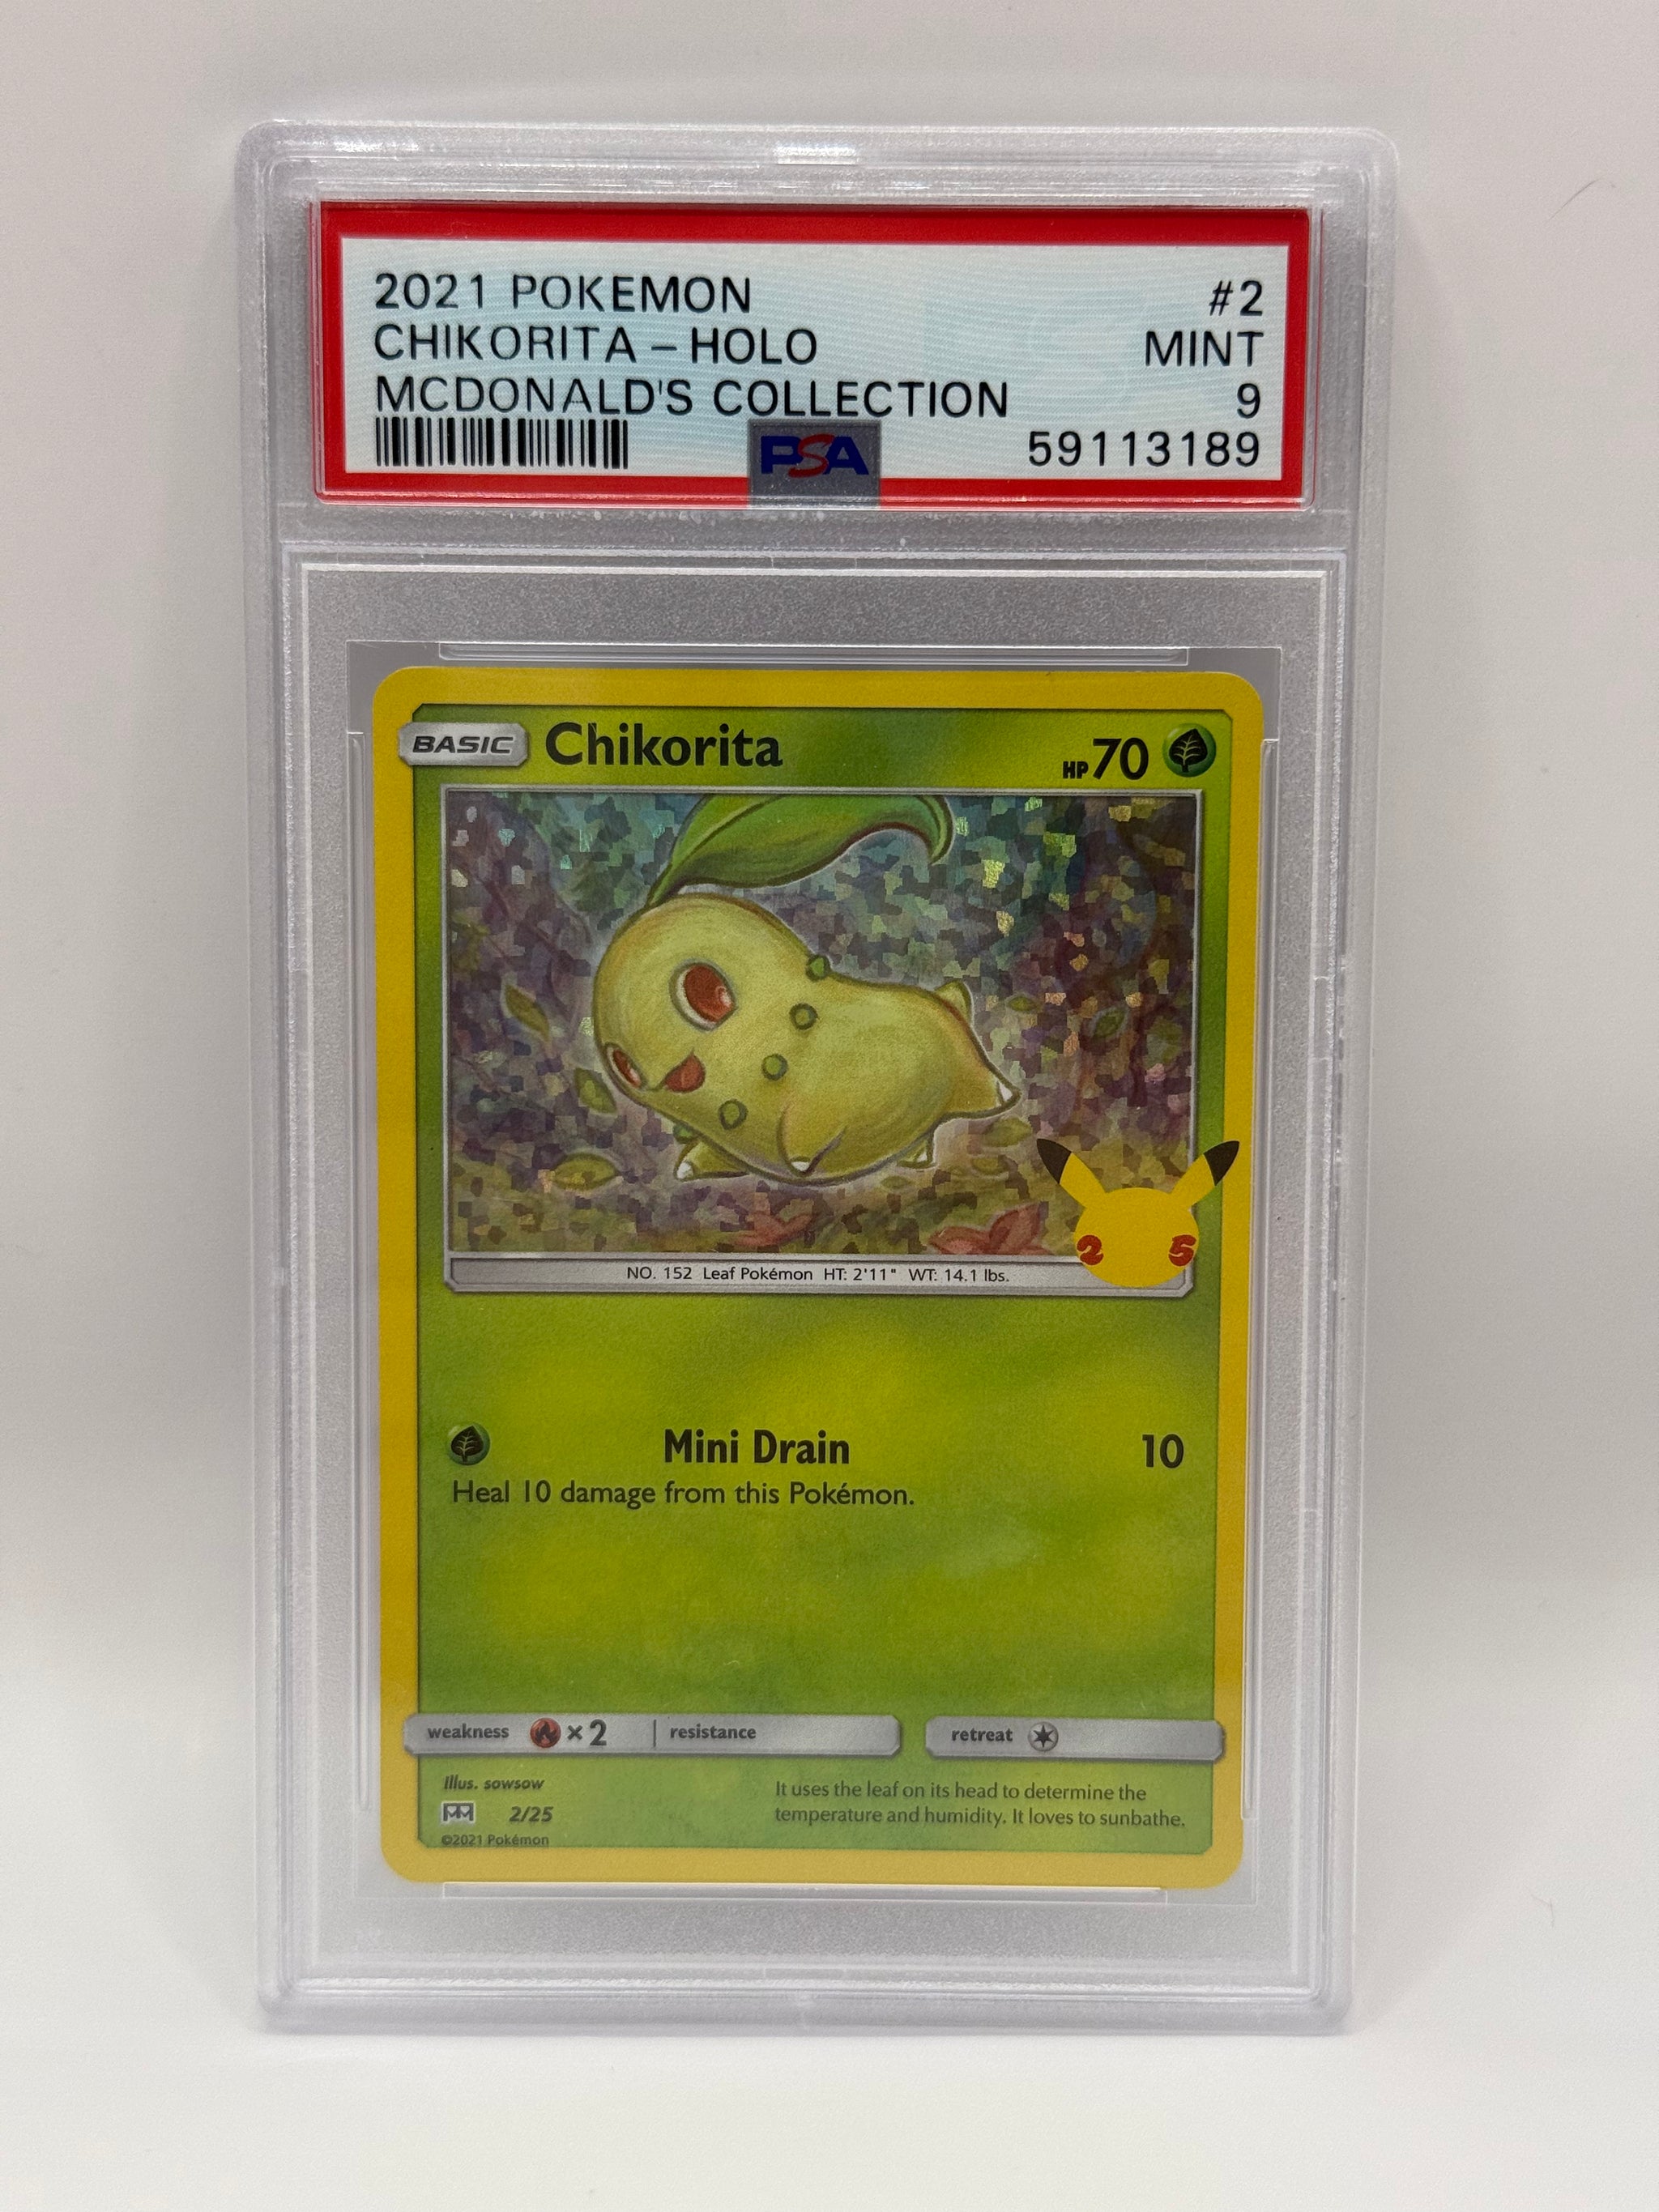 2021 POKEMON #2
CHIKORITA – HOLO MINT
MCDONALD'S COLLECTION 9
PSA 59113189
BASIC Chikorita HP70
25
NO. 152 Leaf Pokémon HT: 2'11" WT: 14.1 lbs.
Mini Drain 10
Heal 10 damage from this Pokémon.
weakness ×2 resistance retreat
Illus. sowsow
2/25
©2021 Pokémon
It uses the leaf on its head to determine the
temperature and humidity. It loves to sunbathe.